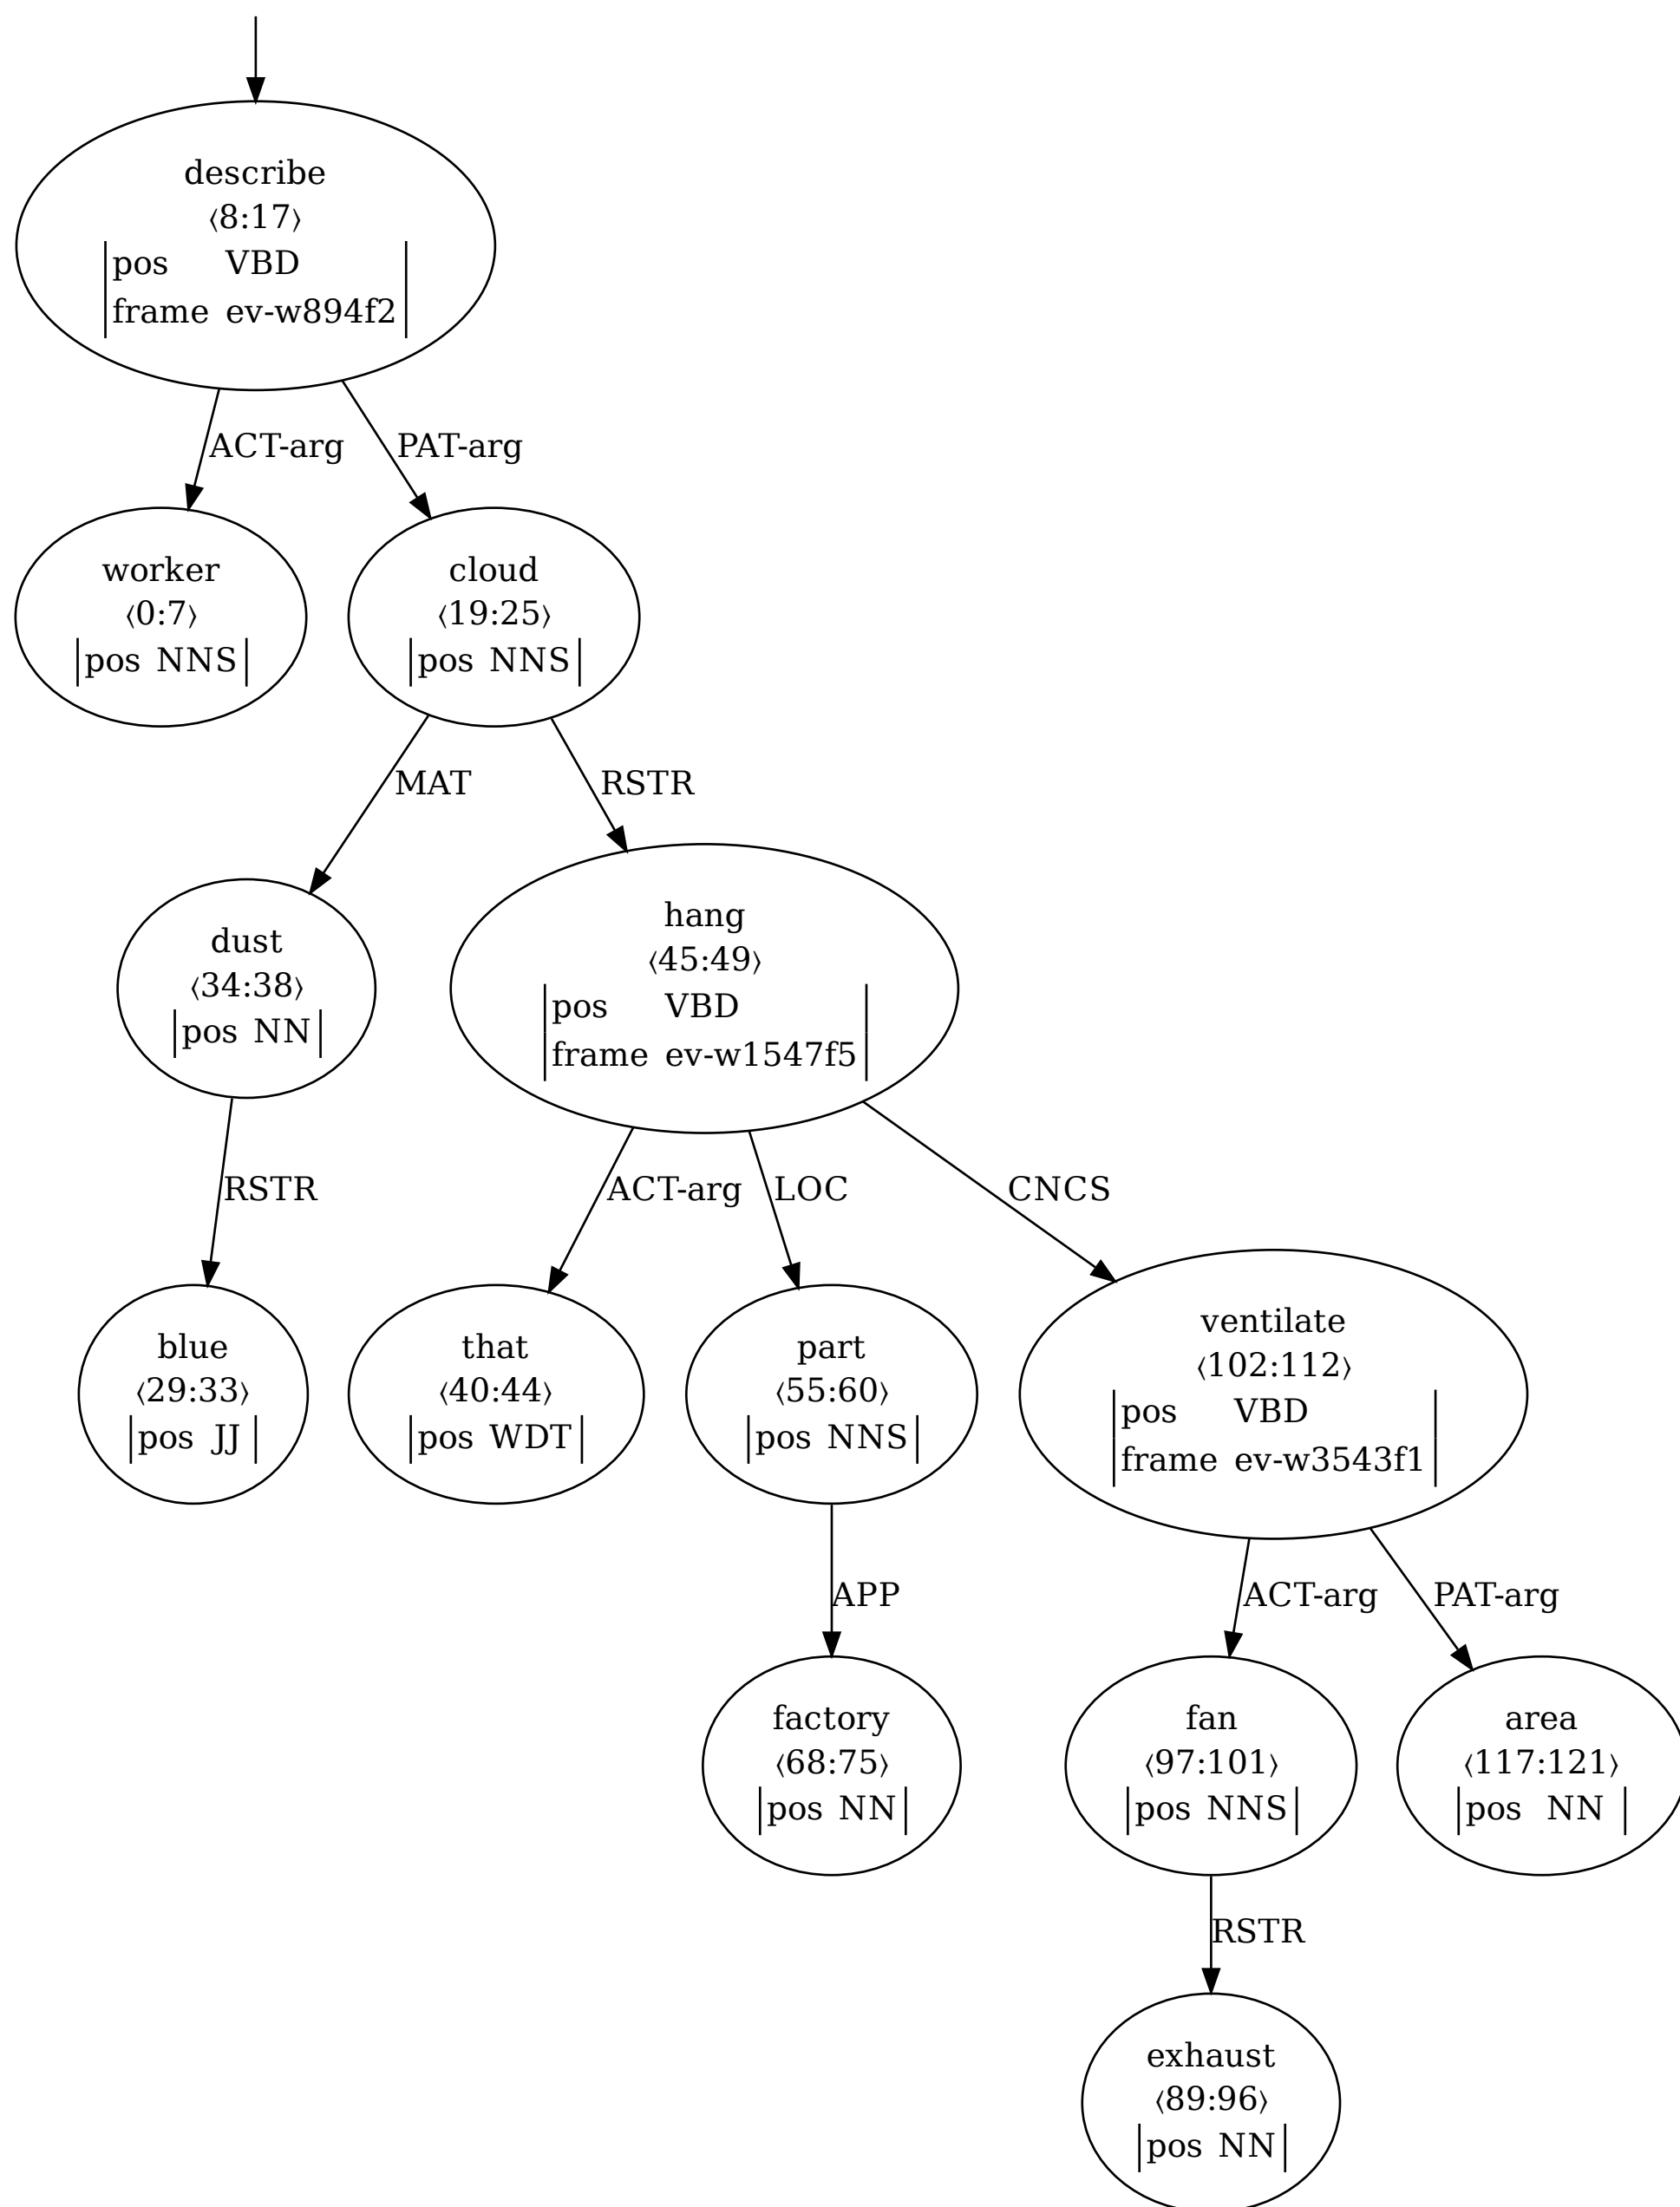 describe
⟨8:17⟩
pos VBD
frame ev-w894f2
ACT-arg
PAT-arg
worker
⟨0:7⟩
pos NNS
cloud
⟨19:25⟩
pos NNS
MAT
RSTR
dust
⟨34:38⟩
pos NN
hang
⟨45:49⟩
pos VBD
frame ev-w1547f5
RSTR
ACT-arg
LOC
CNCS
blue
⟨29:33⟩
pos JJ
that
⟨40:44⟩
pos WDT
part
⟨55:60⟩
pos NNS
ventilate
⟨102:112⟩
pos VBD
frame ev-w3543f1
APP
ACT-arg
PAT-arg
factory
⟨68:75⟩
pos NN
fan
⟨97:101⟩
pos NNS
area
⟨117:121⟩
pos NN
RSTR
exhaust
⟨89:96⟩
pos NN